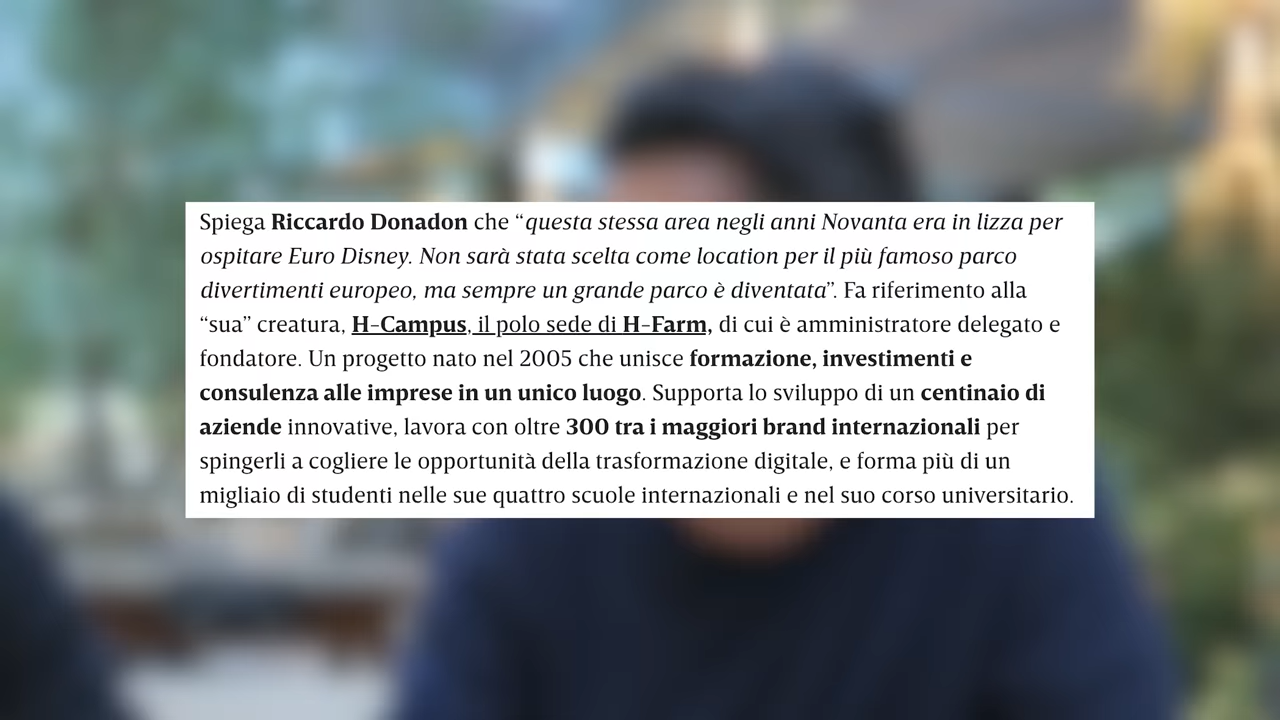 Spiega Riccardo Donadon che “questa stessa area negli anni Novanta era in lizza per
ospitare Euro Disney. Non sarà stata scelta come location per il più famoso parco
divertimenti europeo, ma sempre un grande parco è diventata”. Fa riferimento alla
“sua” creatura, H-Campus, il polo sede di H-Farm, di cui è amministratore delegato e
fondatore. Un progetto nato nel 2005 che unisce formazione, investimenti e
consulenza alle imprese in un unico luogo. Supporta lo sviluppo di un centinaio di
aziende innovative, lavora con oltre 300 tra i maggiori brand internazionali per
spingerli a cogliere le opportunità della trasformazione digitale, e forma più di un
migliaio di studenti nelle sue quattro scuole internazionali e nel suo corso universitario.